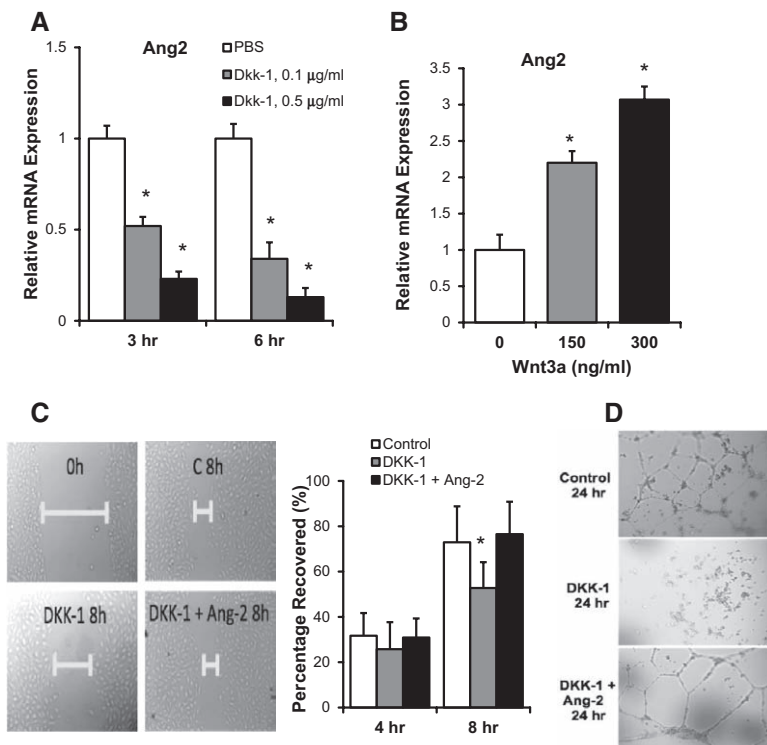 A
Ang2
PBS
Dkk-1, 0.1 µg/ml
Dkk-1, 0.5 µg/ml
Relative mRNA Expression
1.5
1
0.5
0
* * * *
3 hr 6 hr
B
Ang2
Relative mRNA Expression
3.5
3
2.5
2
1.5
1
0.5
0
* *
0 150 300
Wnt3a (ng/ml)
C
0h
C 8h
DKK-1 8h
DKK-1 + Ang-2 8h
Control
DKK-1
DKK-1 + Ang-2
Percentage Recovered (%)
100
80
60
40
20
0
*
4 hr 8 hr
D
Control
24 hr
DKK-1
24 hr
DKK-1 +
Ang-2
24 hr